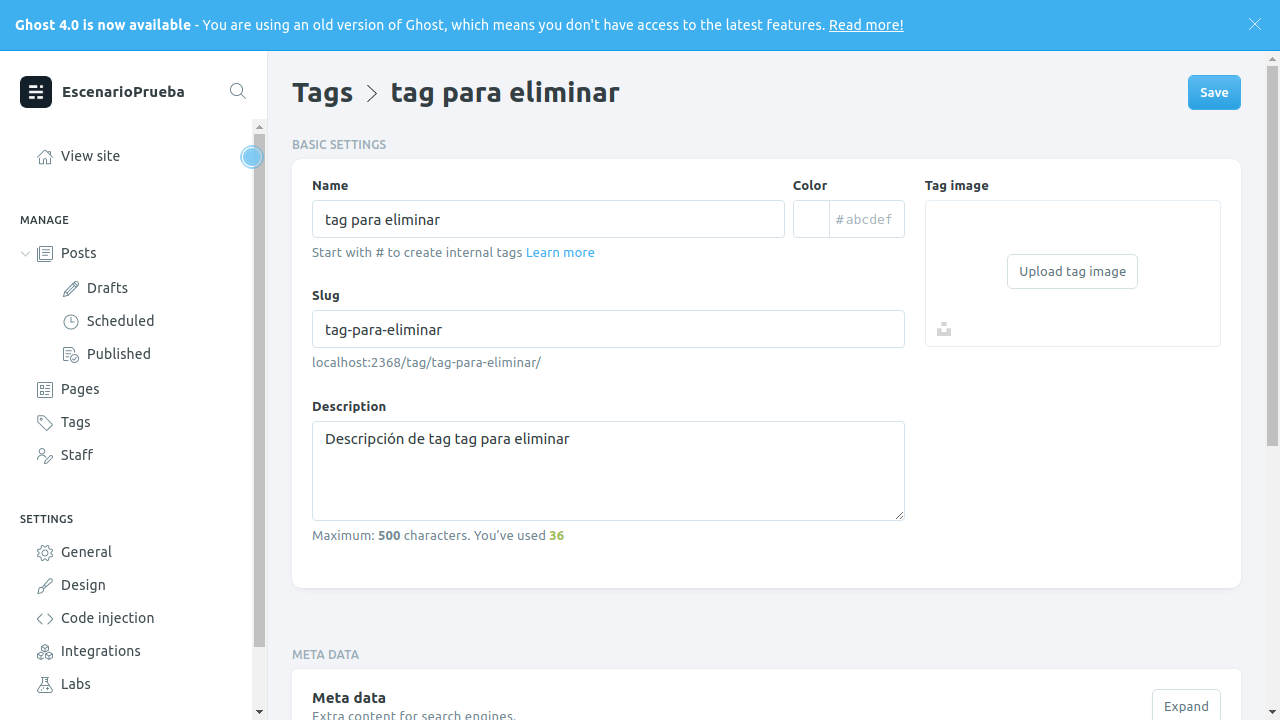 Ghost 4.0 is now available - You are using an old version of Ghost, which means you don't have access to the latest features. Read more!
EscenarioPrueba
View site
MANAGE
Posts
Drafts
Scheduled
Published
Pages
Tags
Staff
SETTINGS
General
Design
Code injection
Integrations
Labs
Tags > tag para eliminar
Save
BASIC SETTINGS
Name
tag para eliminar
Start with # to create internal tags Learn more
Color
#abcdef
Slug
tag-para-eliminar
localhost:2368/tag/tag-para-eliminar/
Description
Descripción de tag tag para eliminar
Maximum: 500 characters. You’ve used 36
Tag image
Upload tag image
META DATA
Meta data
Extra content for search engines.
Expand